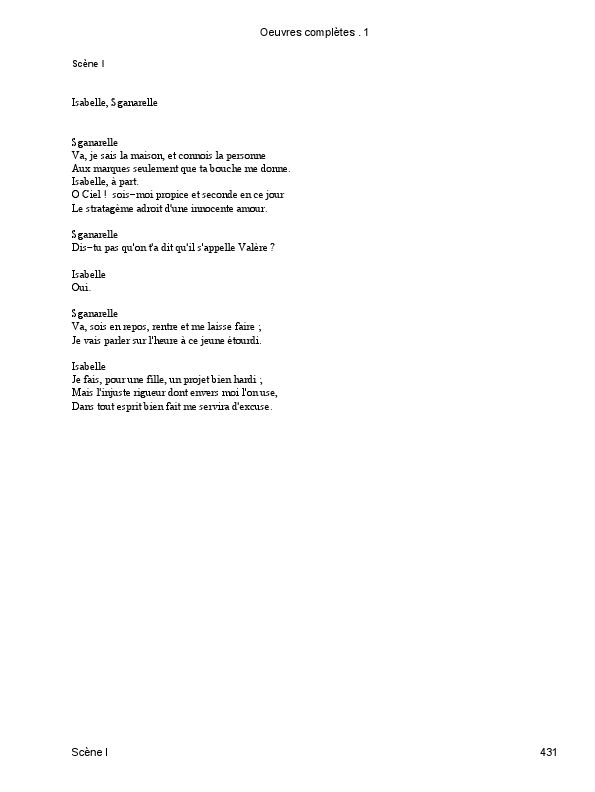 Oeuvres complètes . 1
Scène I
Isabelle, Sganarelle
Sganarelle
Va, je sais la maison, et connois la personne
Aux marques seulement que ta bouche me donne.
Isabelle, à part.
O Ciel ! sois-moi propice et seconde en ce jour
Le stratagème adroit d'une innocente amour.
Sganarelle
Dis-tu pas qu'on t'a dit qu'il s'appelle Valère ?
Isabelle
Oui.
Sganarelle
Va, sois en repos, rentre et me laisse faire ;
Je vais parler sur l'heure à ce jeune étourdi.
Isabelle
Je fais, pour une fille, un projet bien hardi ;
Mais l'injuste rigueur dont envers moi l'on use,
Dans tout esprit bien fait me servira d'excuse.
Scène I 431